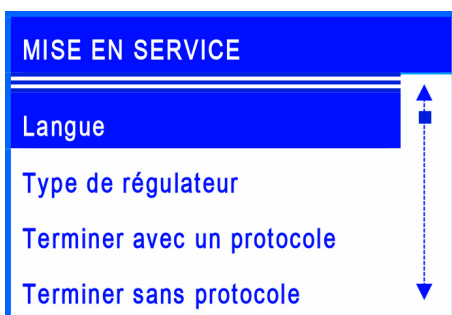 MISE EN SERVICE
Langue
Type de régulateur
Terminer avec un protocole
Terminer sans protocole